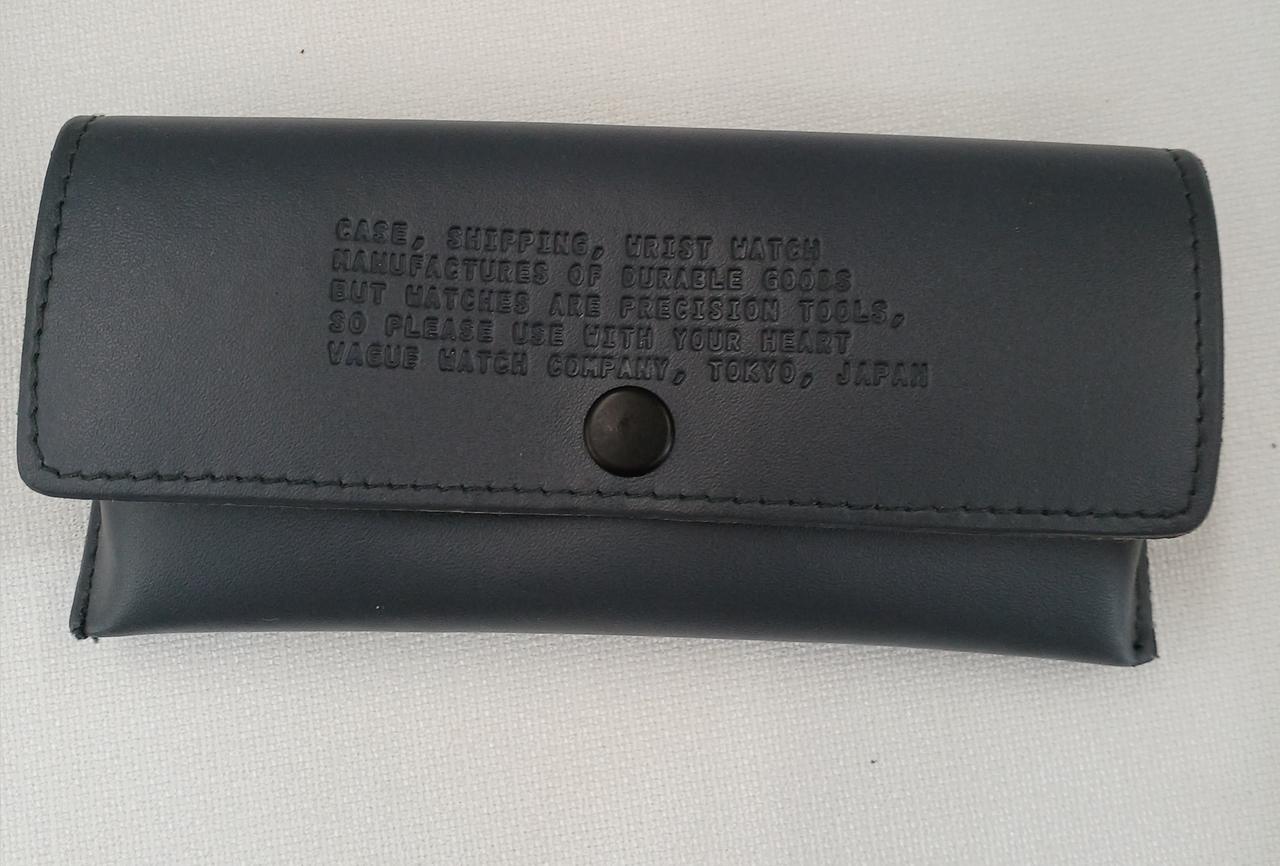 CASE, SHIPPING, WRIST WATCH
MANUFACTURES OF DURABLE GOODS
BUT WATCHES ARE PRECISION TOOLS,
SO PLEASE USE WITH YOUR HEART
VAGUE WATCH COMPANY, TOKYO, JAPAN